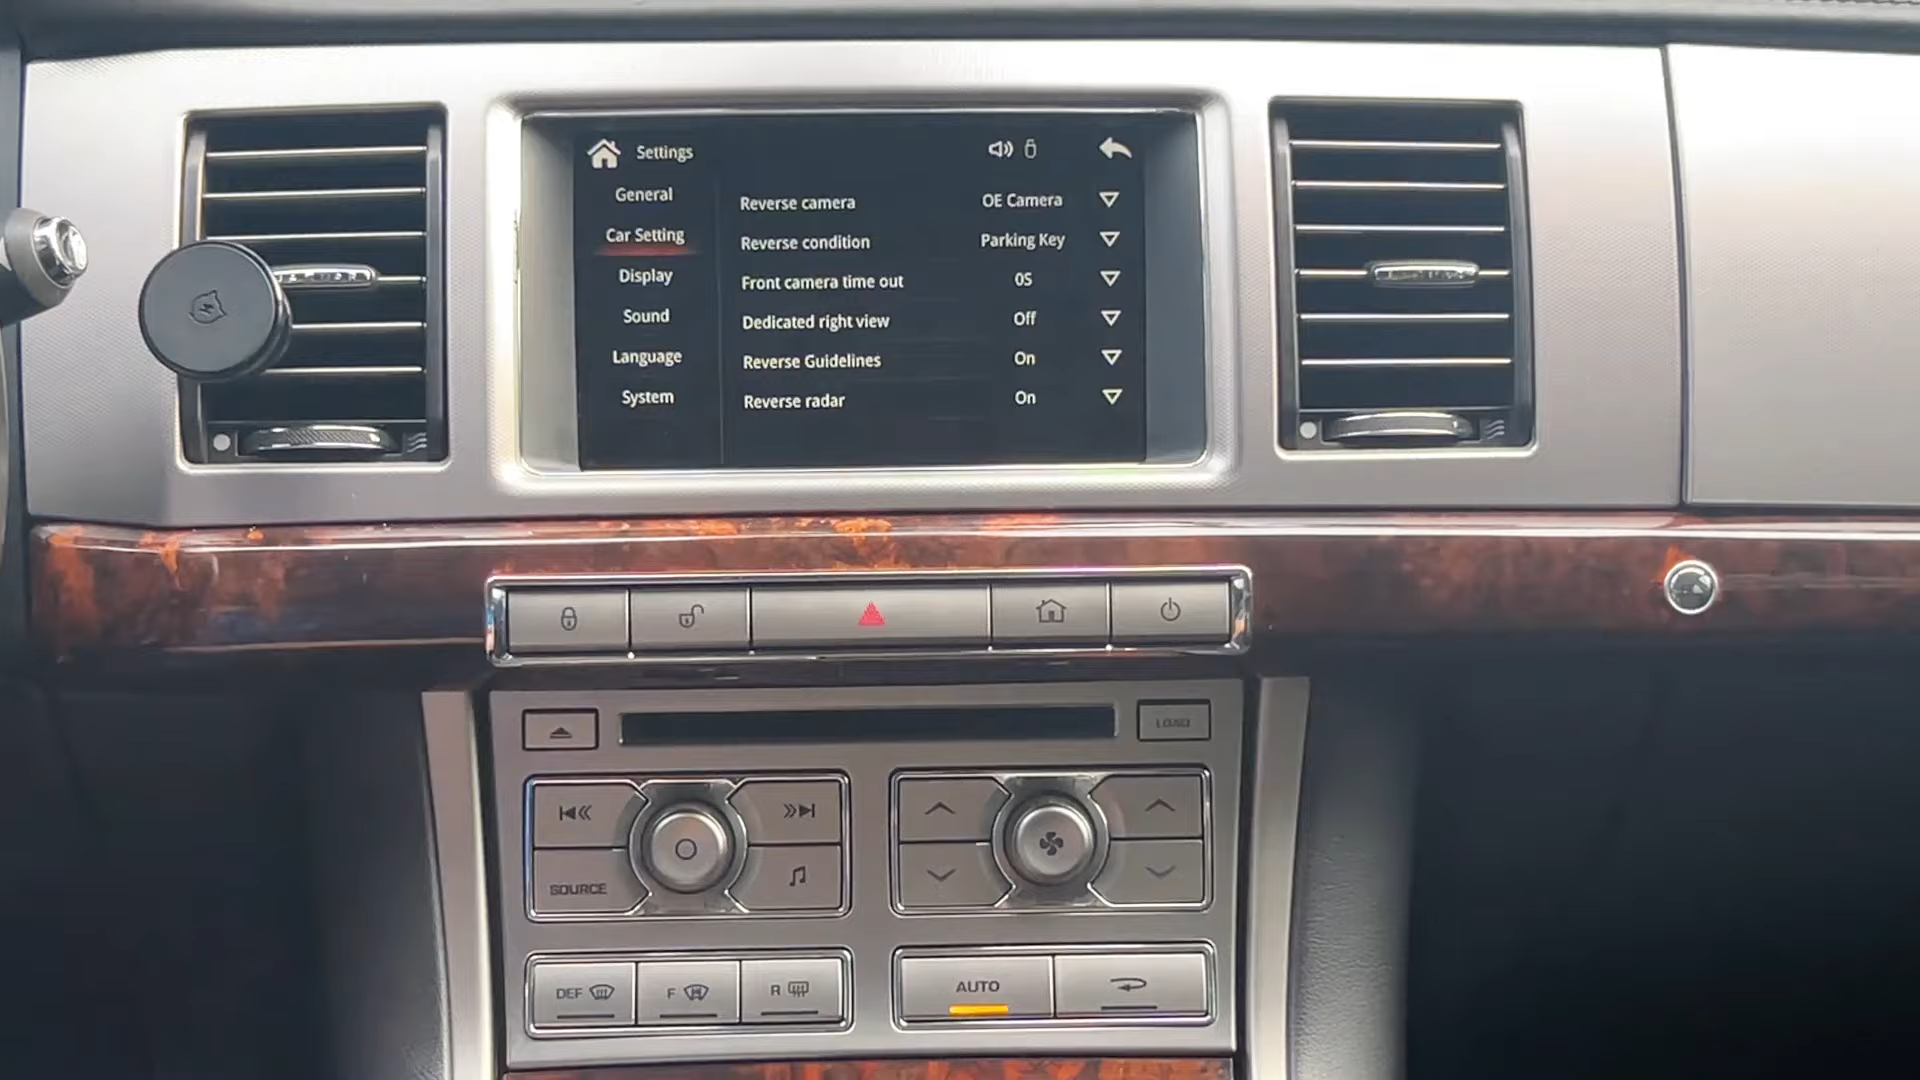 Settings
General
Car Setting
Display
Sound
Language
System
Reverse camera OE Camera
Reverse condition Parking Key
Front camera time out 0S
Dedicated right view Off
Reverse Guidelines On
Reverse radar On
LOAD
SOURCE
DEF F R AUTO